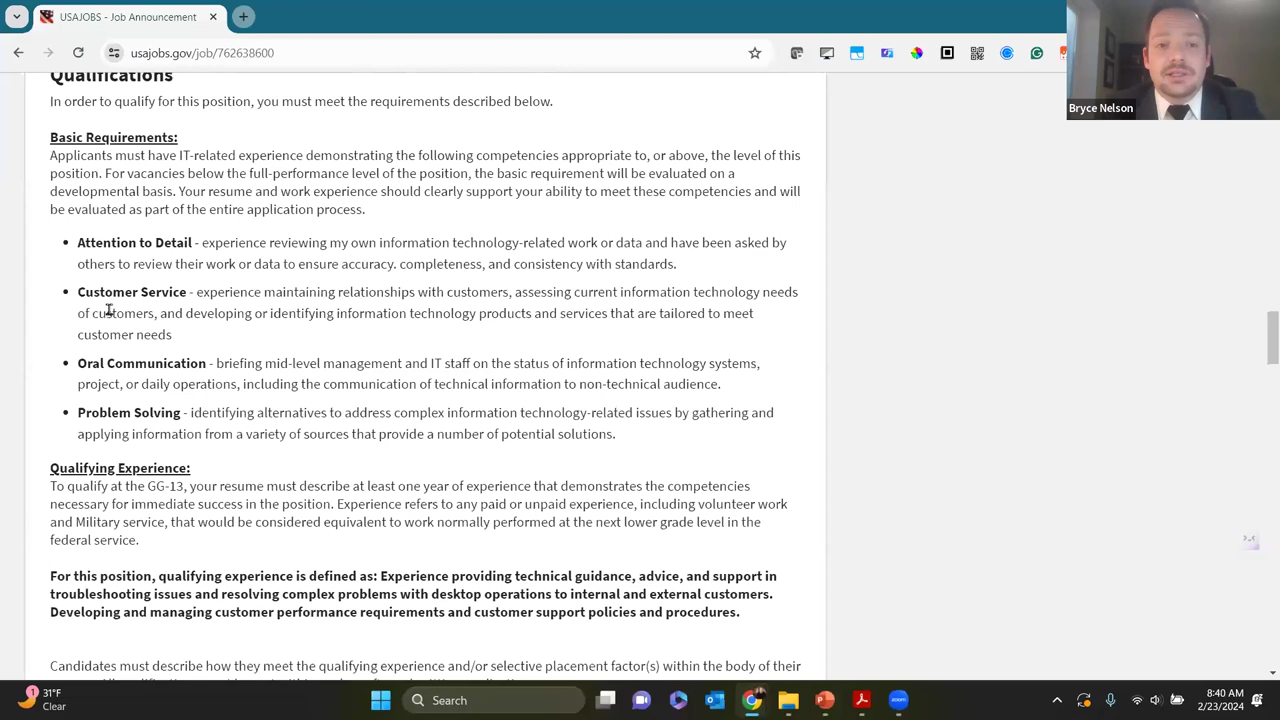 USAJOBS - Job Announcement
usajobs.gov/job/762638600
Bryce Nelson
Qualifications
In order to qualify for this position, you must meet the requirements described below.
Basic Requirements:
Applicants must have IT-related experience demonstrating the following competencies appropriate to, or above, the level of this
position. For vacancies below the full-performance level of the position, the basic requirement will be evaluated on a
developmental basis. Your resume and work experience should clearly support your ability to meet these competencies and will
be evaluated as part of the entire application process.
• Attention to Detail - experience reviewing my own information technology-related work or data and have been asked by
others to review their work or data to ensure accuracy. completeness, and consistency with standards.
• Customer Service - experience maintaining relationships with customers, assessing current information technology needs
of customers, and developing or identifying information technology products and services that are tailored to meet
customer needs
• Oral Communication - briefing mid-level management and IT staff on the status of information technology systems,
project, or daily operations, including the communication of technical information to non-technical audience.
• Problem Solving - identifying alternatives to address complex information technology-related issues by gathering and
applying information from a variety of sources that provide a number of potential solutions.
Qualifying Experience:
To qualify at the GG-13, your resume must describe at least one year of experience that demonstrates the competencies
necessary for immediate success in the position. Experience refers to any paid or unpaid experience, including volunteer work
and Military service, that would be considered equivalent to work normally performed at the next lower grade level in the
federal service.
For this position, qualifying experience is defined as: Experience providing technical guidance, advice, and support in
troubleshooting issues and resolving complex problems with desktop operations to internal and external customers.
Developing and managing customer performance requirements and customer support policies and procedures.
Candidates must describe how they meet the qualifying experience and/or selective placement factor(s) within the body of their
1
31°F
Clear
Search
zoom
8:40 AM
2/23/2024